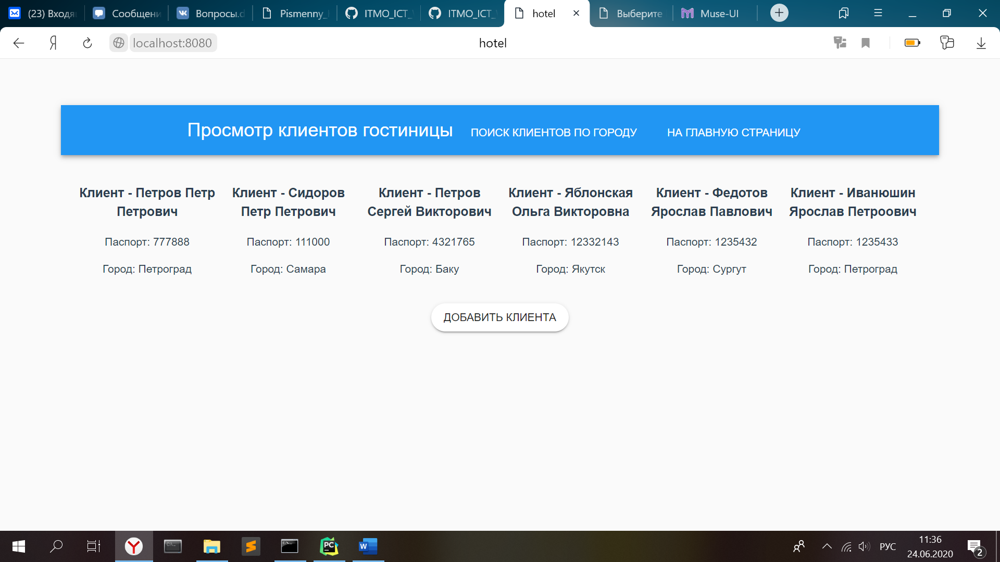 (23) Входя
Сообщени
Вопросы.d
Pismenny_
ITMO_ICT_
ITMO_ICT_
hotel
Выберите
Muse-UI
localhost:8080
hotel
Просмотр клиентов гостиницы ПОИСК КЛИЕНТОВ ПО ГОРОДУ НА ГЛАВНУЮ СТРАНИЦУ
Клиент - Петров Петр
Петрович
Паспорт: 777888
Город: Петроград
Клиент - Сидоров
Петр Петрович
Паспорт: 111000
Город: Самара
Клиент - Петров
Сергей Викторович
Паспорт: 4321765
Город: Баку
Клиент - Яблонская
Ольга Викторовна
Паспорт: 12332143
Город: Якутск
Клиент - Федотов
Ярослав Павлович
Паспорт: 1235432
Город: Сургут
Клиент - Иванюшин
Ярослав Петроович
Паспорт: 1235433
Город: Петроград
ДОБАВИТЬ КЛИЕНТА
РУС
11:36
24.06.2020
2